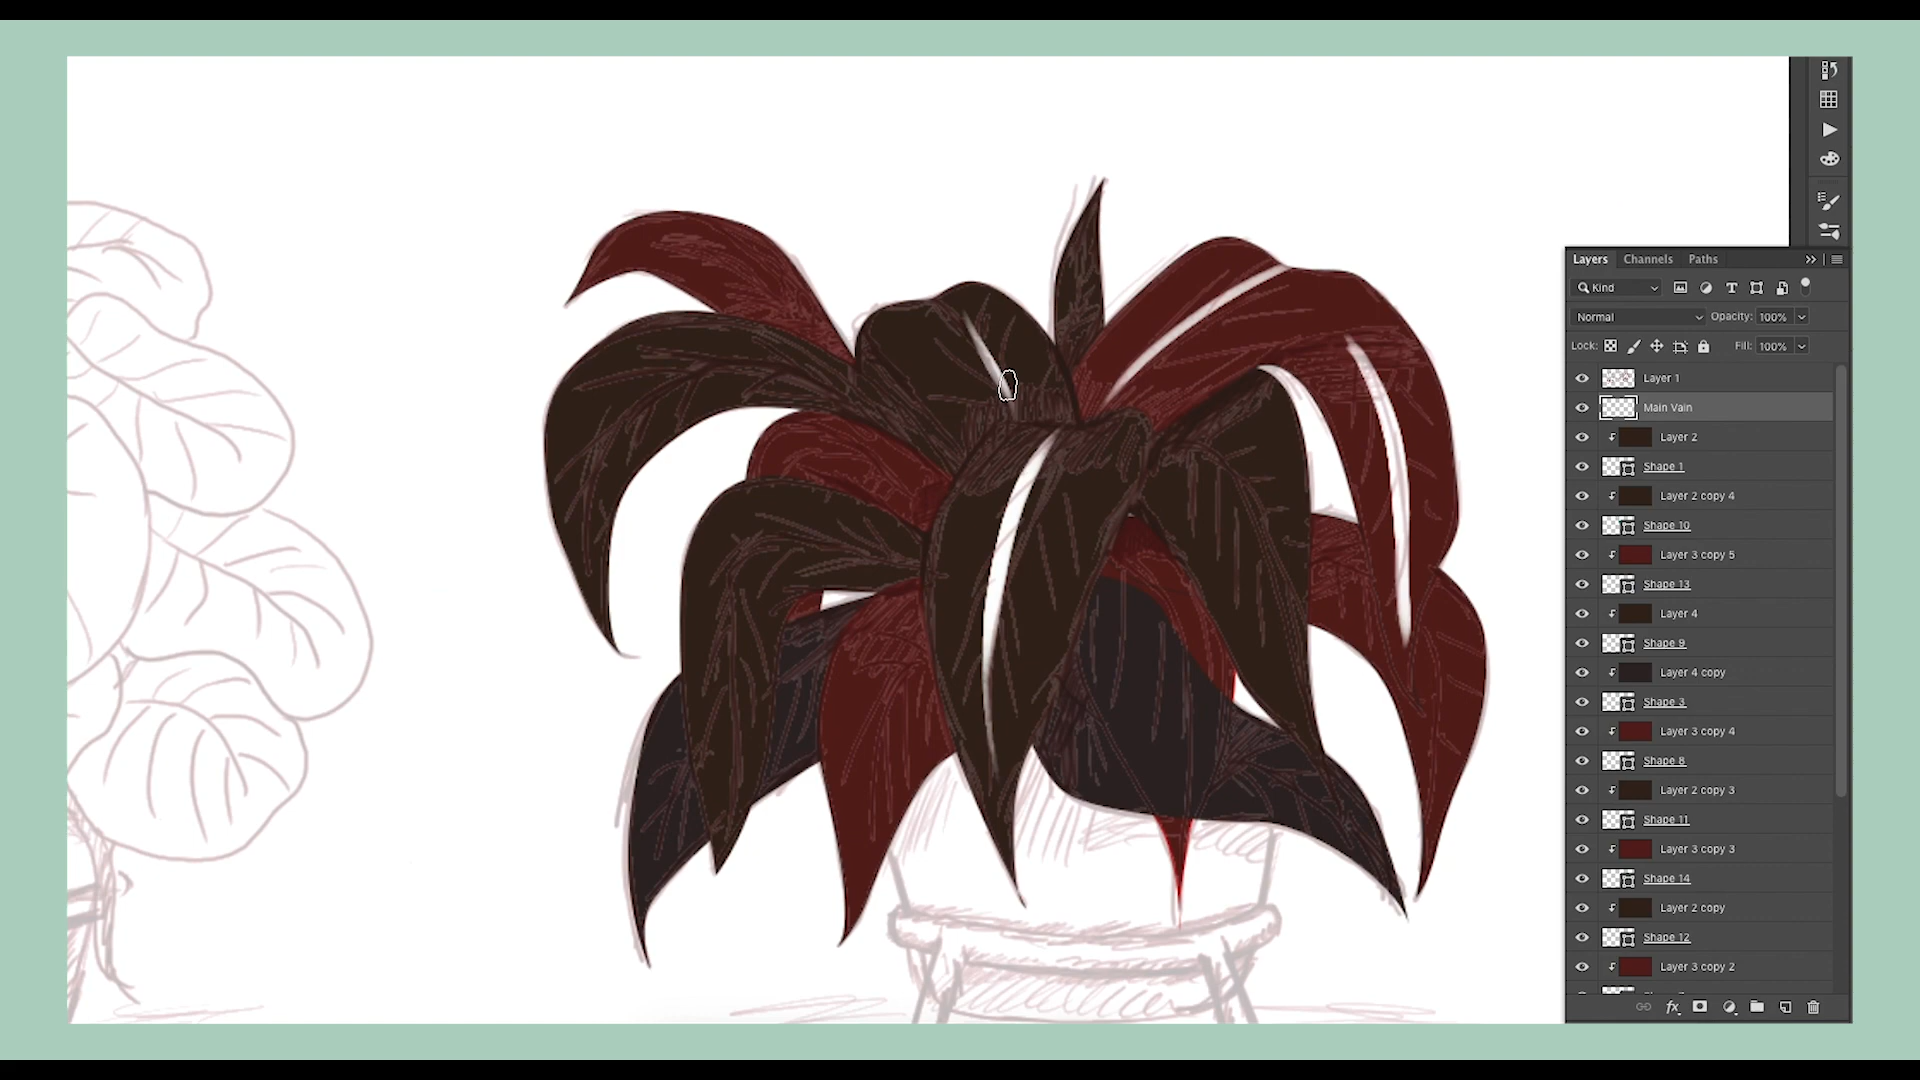 Layers Channels Paths
Kind
Normal Opacity: 100%
Lock: Fill: 100%
Layer 1
Main Vain
Layer 2
Shape 1
Layer 2 copy 4
Shape 10
Layer 3 copy 5
Shape 13
Layer 4
Shape 9
Layer 4 copy
Shape 3
Layer 3 copy 4
Shape 8
Layer 2 copy 3
Shape 11
Layer 3 copy 3
Shape 14
Layer 2 copy
Shape 12
Layer 3 copy 2
fx